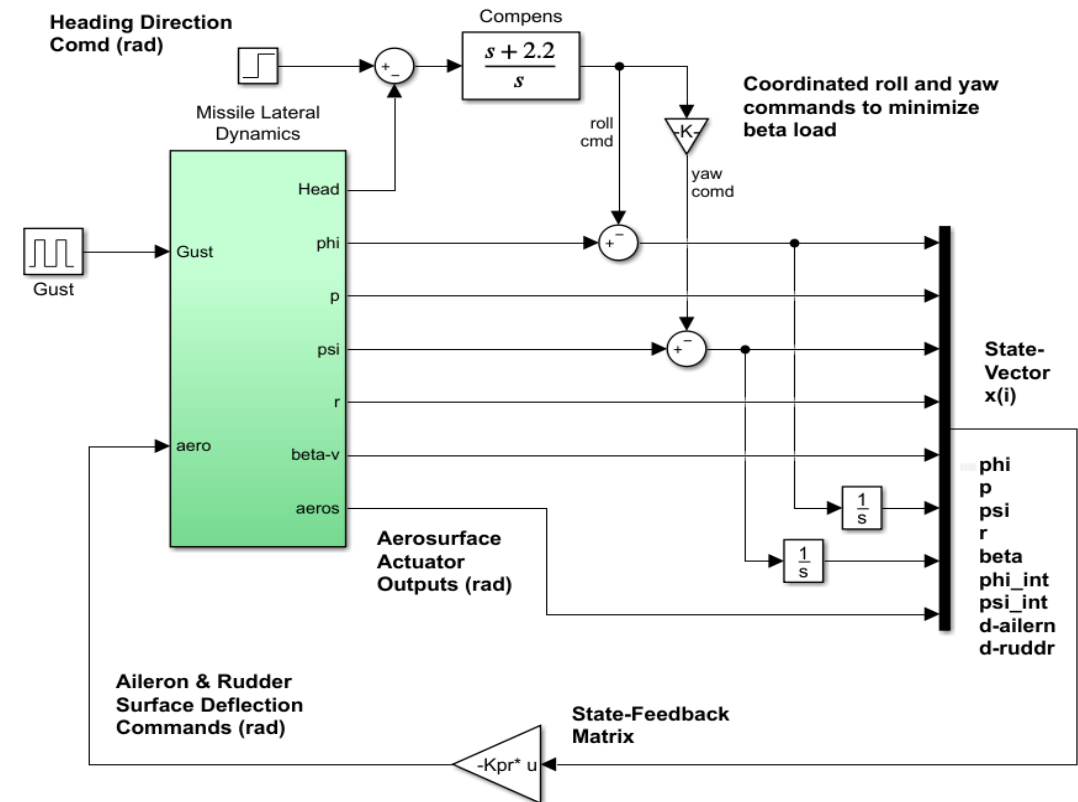 Heading Direction
Comd (rad)
Compens
s + 2.2
s
+
−
Missile Lateral
Dynamics
Coordinated roll and yaw
commands to minimize
beta load
roll
cmd
-K-
yaw
comd
Head
phi
+
−
Gust
Gust
p
psi
+
−
State-
Vector
x(i)
r
aero
beta-v
aeros
1
s
1
s
phi
p
psi
r
beta
phi_int
psi_int
d-ailern
d-ruddr
Aerosurface
Actuator
Outputs (rad)
Aileron & Rudder
Surface Deflection
Commands (rad)
State-Feedback
Matrix
-Kpr* u